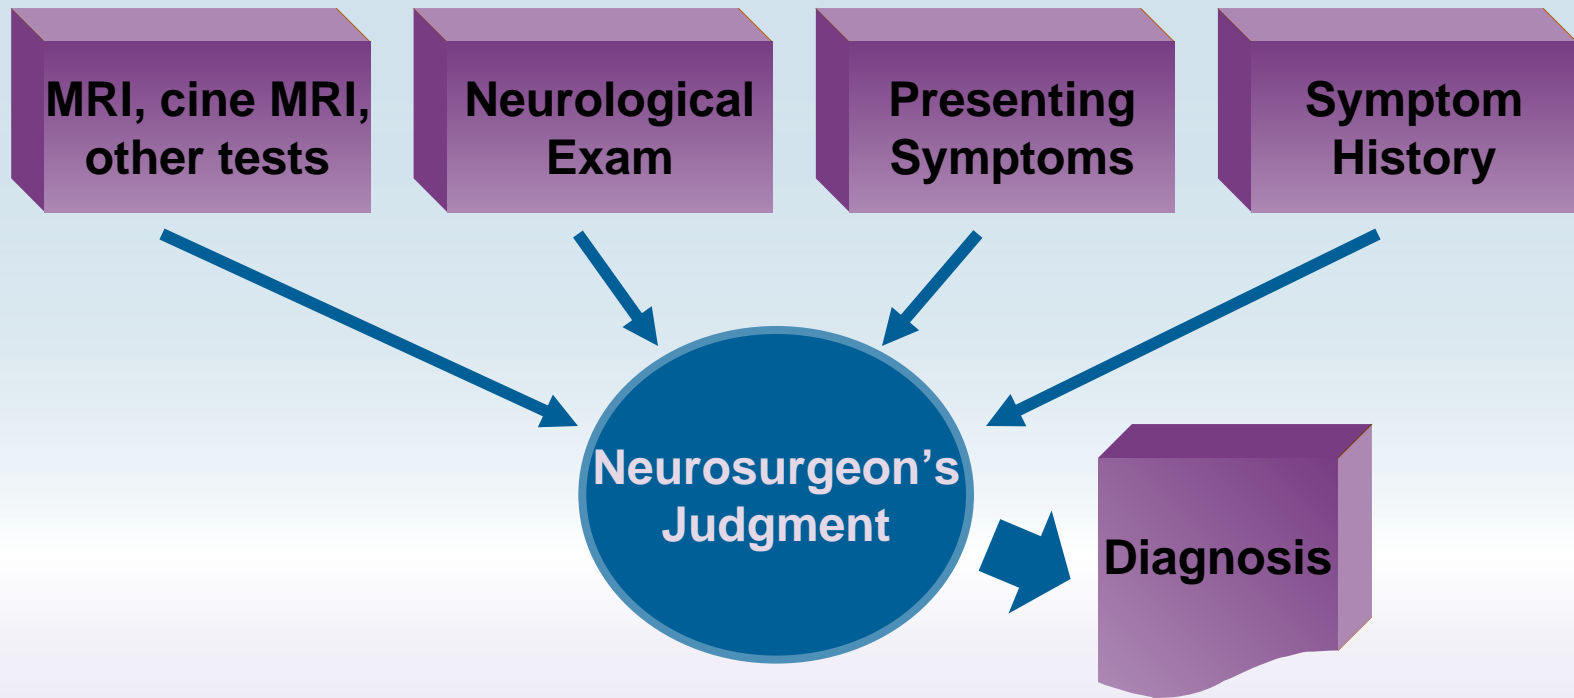 MRI, cine MRI,
other tests
Neurological
Exam
Presenting
Symptoms
Symptom
History
Neurosurgeon’s
Judgment
Diagnosis